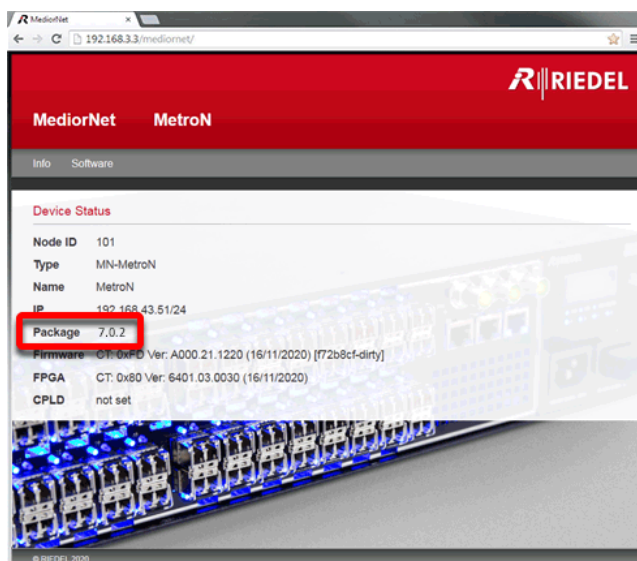 MediorNet
192.168.3.3/mediornet/
RIEDEL
MediorNet MetroN
Info Software
Device Status
Node ID 101
Type MN-MetroN
Name MetroN
IP 192.168.43.51/24
Package 7.0.2
Firmware CT: 0xFD Ver: A000.21.1220 (16/11/2020) [f72b8cf-dirty]
FPGA CT: 0x80 Ver: 6401.03.0030 (16/11/2020)
CPLD not set
© RIEDEL 2020